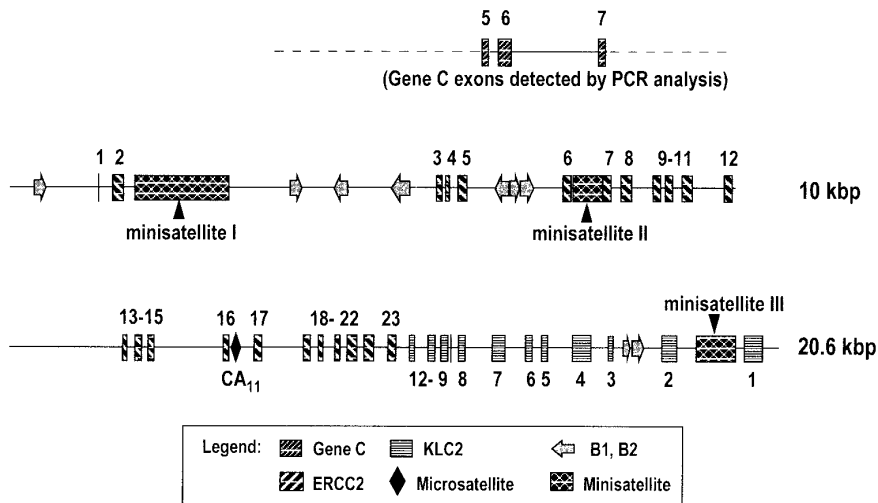 5 6 7
(Gene C exons detected by PCR analysis)
1 2 3 4 5 6 7 8 9-11 12
10 kbp
minisatellite I minisatellite II
minisatellite III
13-15 16 17 18- 22 23
20.6 kbp
CA11 12- 9 8 7 6 5 4 3 2 1
Legend: Gene C KLC2 B1, B2
ERCC2 Microsatellite Minisatellite